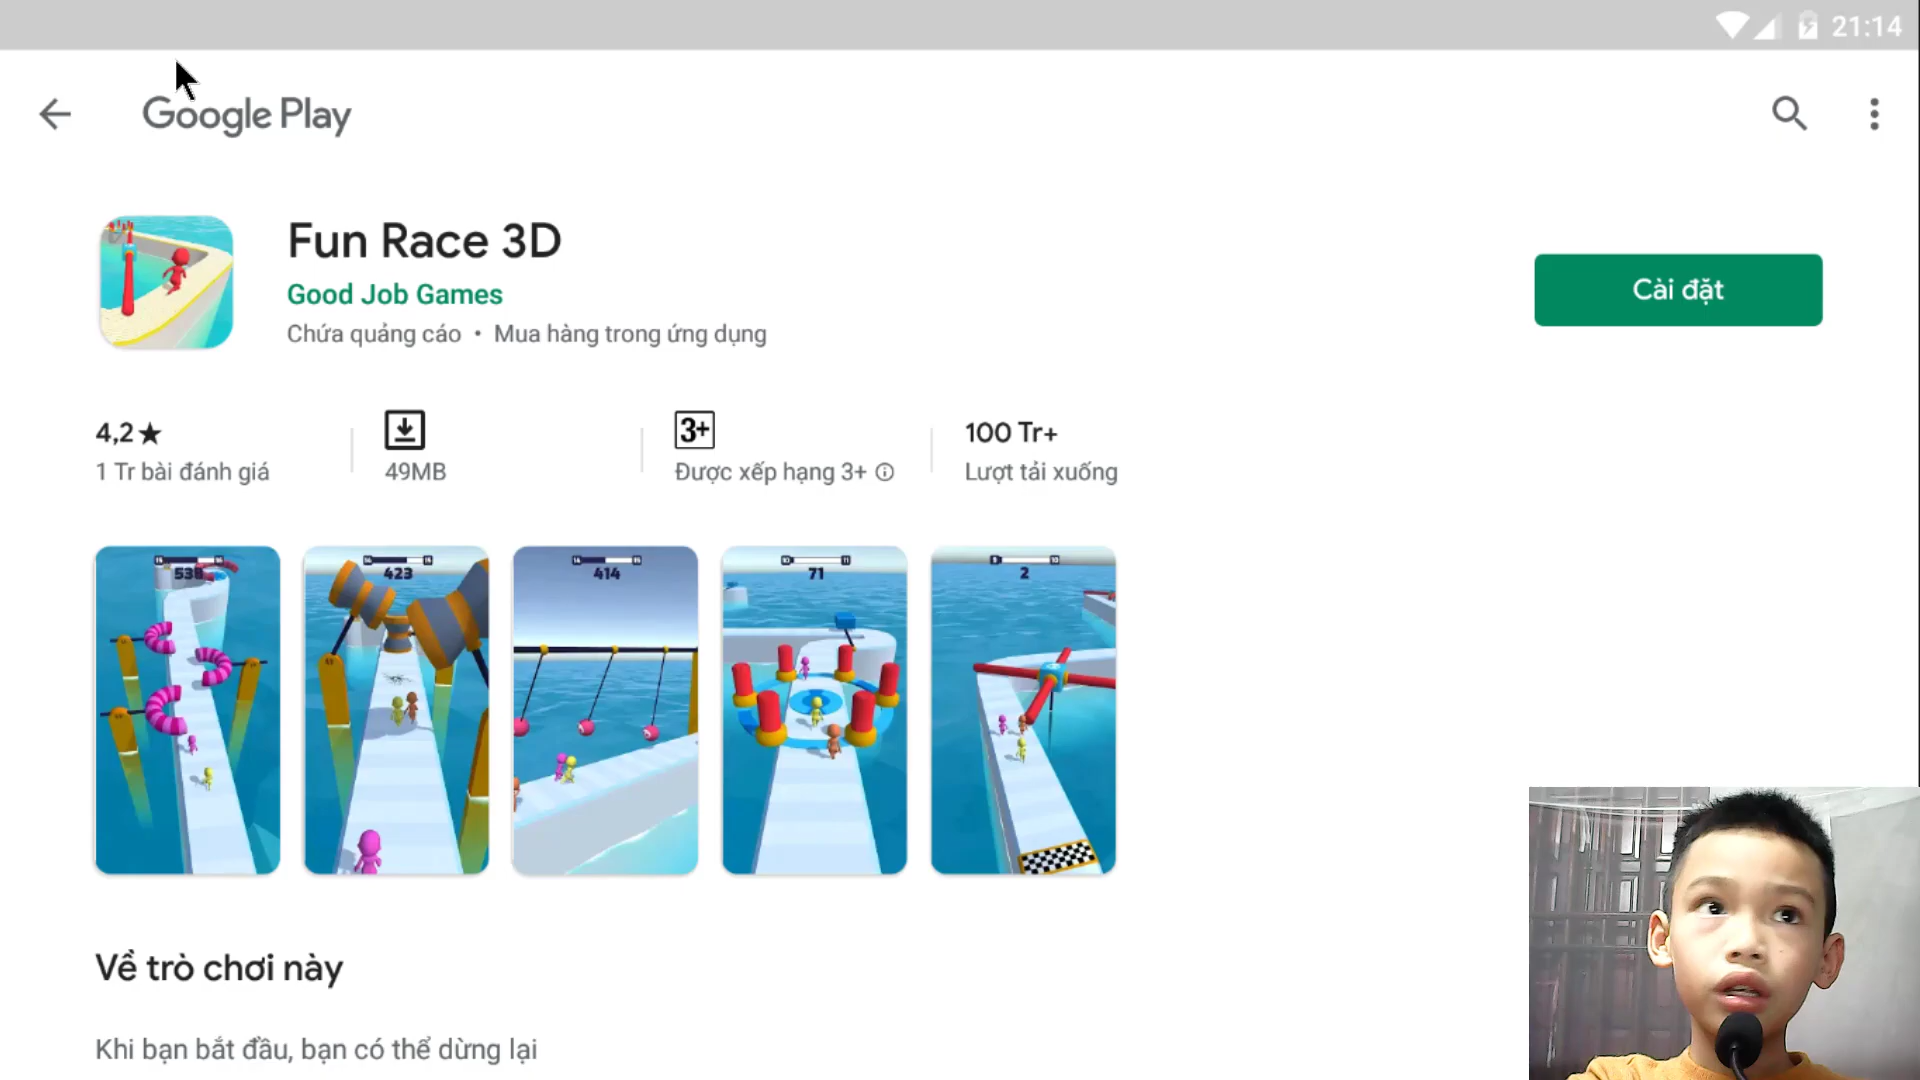 21:14
Google Play
Fun Race 3D
Good Job Games
Chứa quảng cáo • Mua hàng trong ứng dụng
Cài đặt
4,2★
1 Tr bài đánh giá
49MB
3+
Được xếp hạng 3+
100 Tr+
Lượt tải xuống
423
414
71
2
Về trò chơi này
Khi bạn bắt đầu, bạn có thể dừng lại